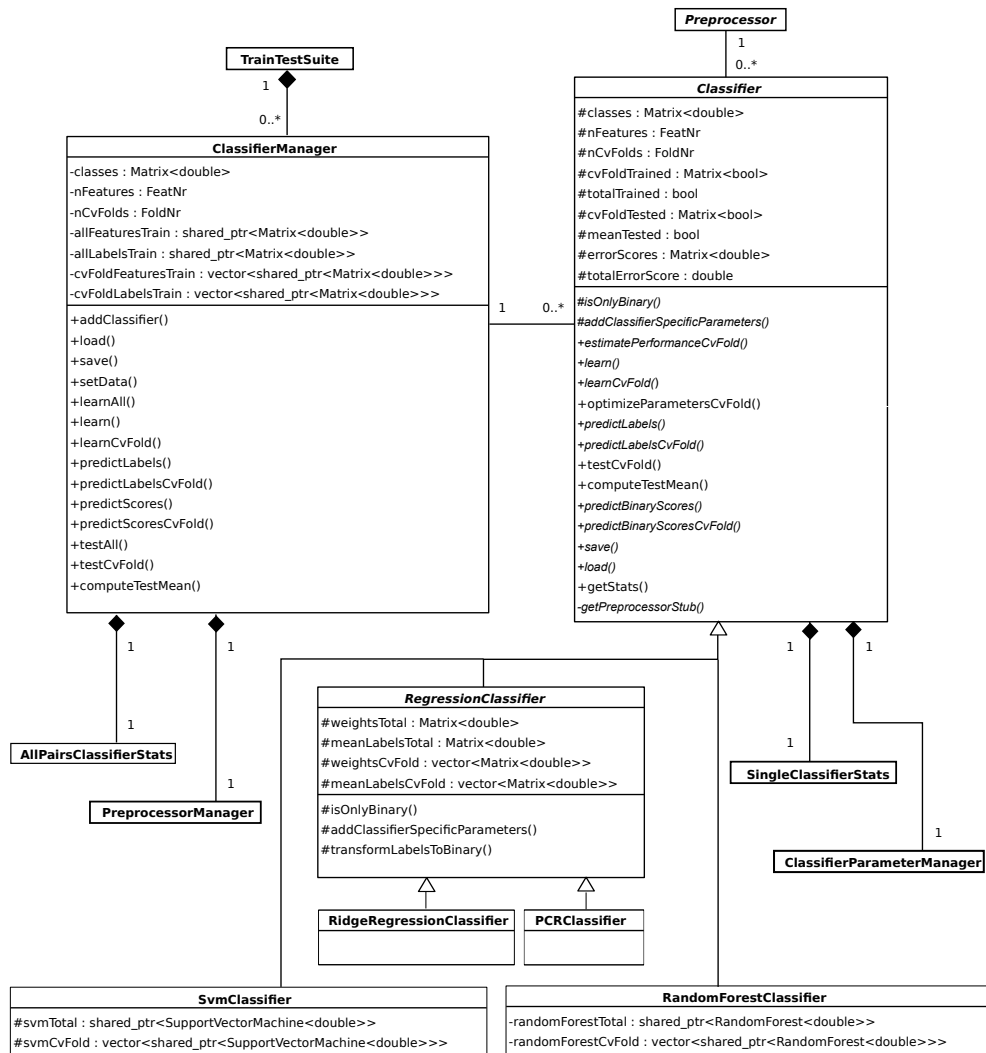 Preprocessor
1
0..*
TrainTestSuite
1
0..*
ClassifierManager
-classes : Matrix<double>
-nFeatures : FeatNr
-nCvFolds : FoldNr
-allFeaturesTrain : shared_ptr<Matrix<double>>
-allLabelsTrain : shared_ptr<Matrix<double>>
-cvFoldFeaturesTrain : vector<shared_ptr<Matrix<double>>>
-cvFoldLabelsTrain : vector<shared_ptr<Matrix<double>>>
+addClassifier()
+load()
+save()
+setData()
+learnAll()
+learn()
+learnCvFold()
+predictLabels()
+predictLabelsCvFold()
+predictScores()
+predictScoresCvFold()
+testAll()
+testCvFold()
+computeTestMean()
1
0..*
Classifier
#classes : Matrix<double>
#nFeatures : FeatNr
#nCvFolds : FoldNr
#cvFoldTrained : Matrix<bool>
#totalTrained : bool
#cvFoldTested : Matrix<bool>
#meanTested : bool
#errorScores : Matrix<double>
#totalErrorScore : double
#isOnlyBinary()
#addClassifierSpecificParameters()
+estimatePerformanceCvFold()
+learn()
+learnCvFold()
+optimizeParametersCvFold()
+predictLabels()
+predictLabelsCvFold()
+testCvFold()
+computeTestMean()
+predictBinaryScores()
+predictBinaryScoresCvFold()
+save()
+load()
+getStats()
-getPreprocessorStub()
1
1
1
1
1
AllPairsClassifierStats
1
PreprocessorManager
RegressionClassifier
#weightsTotal : Matrix<double>
#meanLabelsTotal : Matrix<double>
#weightsCvFold : vector<Matrix<double>>
#meanLabelsCvFold : vector<Matrix<double>>
#isOnlyBinary()
#addClassifierSpecificParameters()
#transformLabelsToBinary()
1
SingleClassifierStats
1
ClassifierParameterManager
RidgeRegressionClassifier
PCRClassifier
SvmClassifier
#svmTotal : shared_ptr<SupportVectorMachine<double>>
#svmCvFold : vector<shared_ptr<SupportVectorMachine<double>>>
RandomForestClassifier
-randomForestTotal : shared_ptr<RandomForest<double>>
-randomForestCvFold : vector<shared_ptr<RandomForest<double>>>